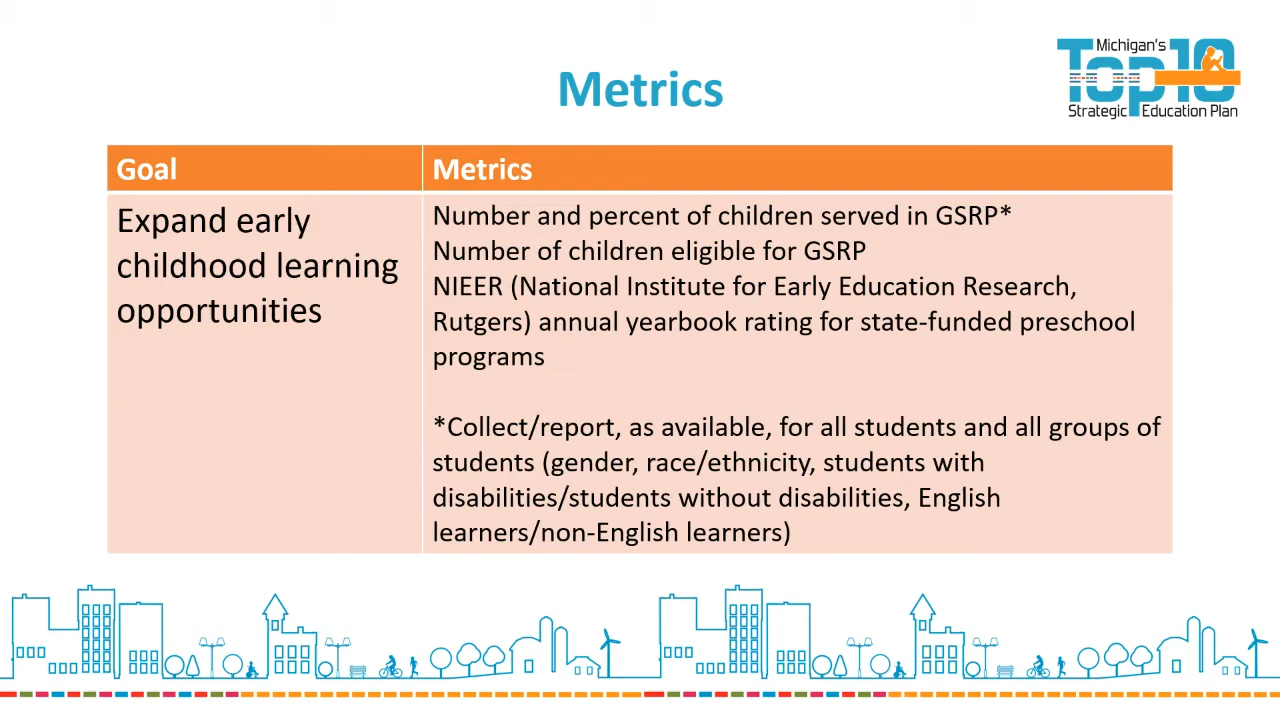 Michigan's
Top10
Strategic Education Plan
Metrics
Goal
Metrics
Expand early
childhood learning
opportunities
Number and percent of children served in GSRP*
Number of children eligible for GSRP
NIEER (National Institute for Early Education Research,
Rutgers) annual yearbook rating for state-funded preschool
programs
*Collect/report, as available, for all students and all groups of
students (gender, race/ethnicity, students with
disabilities/students without disabilities, English
learners/non-English learners)